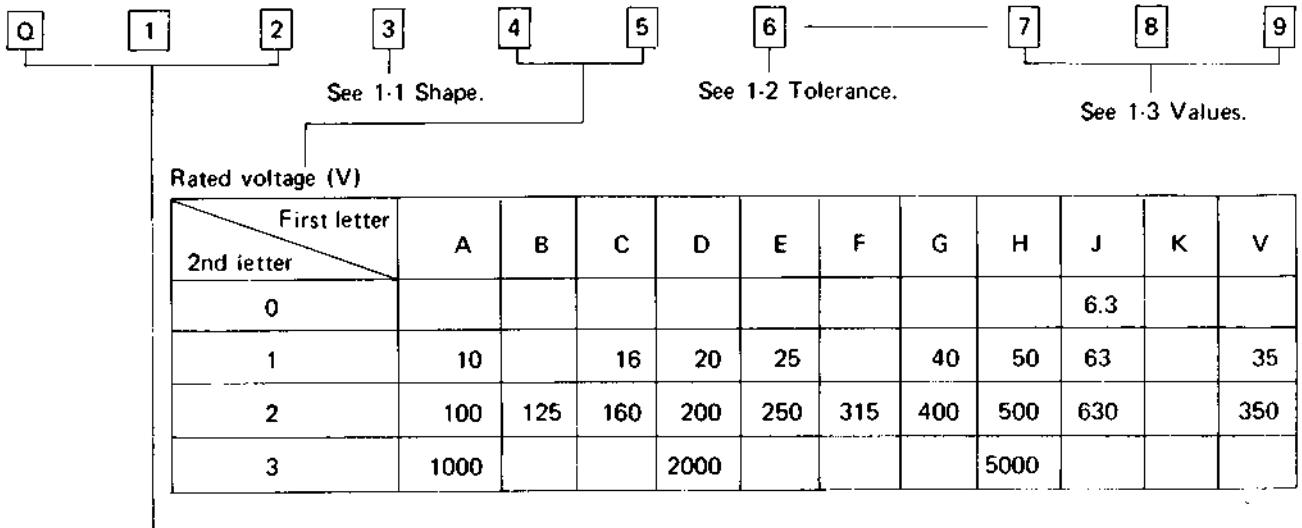 Q 1 2 3 4 5 6 7 8 9
See 1-1 Shape. See 1-2 Tolerance.
See 1-3 Values.
Rated voltage (V)
First letter
2nd letter
A B C D E F G H J K V
0 6.3
1 10 16 20 25 40 50 63 35
2 100 125 160 200 250 315 400 500 630 350
3 1000 2000 5000